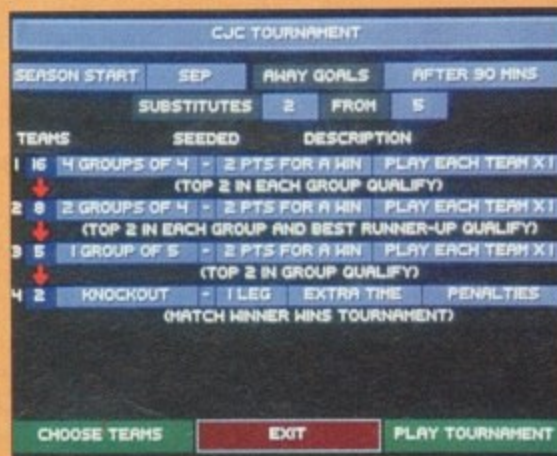 CJC TOURNAMENT
SEASON START SEP AWAY GOALS AFTER 90 MINS
SUBSTITUTES 2 FROM 5
TEAMS SEEDED DESCRIPTION
1 16 4 GROUPS OF 4 - 2 PTS FOR A WIN PLAY EACH TEAM X1
(TOP 2 IN EACH GROUP QUALIFY)
2 8 2 GROUPS OF 4 - 2 PTS FOR A WIN PLAY EACH TEAM X1
(TOP 2 IN EACH GROUP AND BEST RUNNER-UP QUALIFY)
3 5 1 GROUP OF 5 - 2 PTS FOR A WIN PLAY EACH TEAM X1
(TOP 2 IN GROUP QUALIFY)
4 2 KNOCKOUT - 1 LEG EXTRA TIME PENALTIES
(MATCH WINNER WINS TOURNAMENT)
CHOOSE TEAMS EXIT PLAY TOURNAMENT